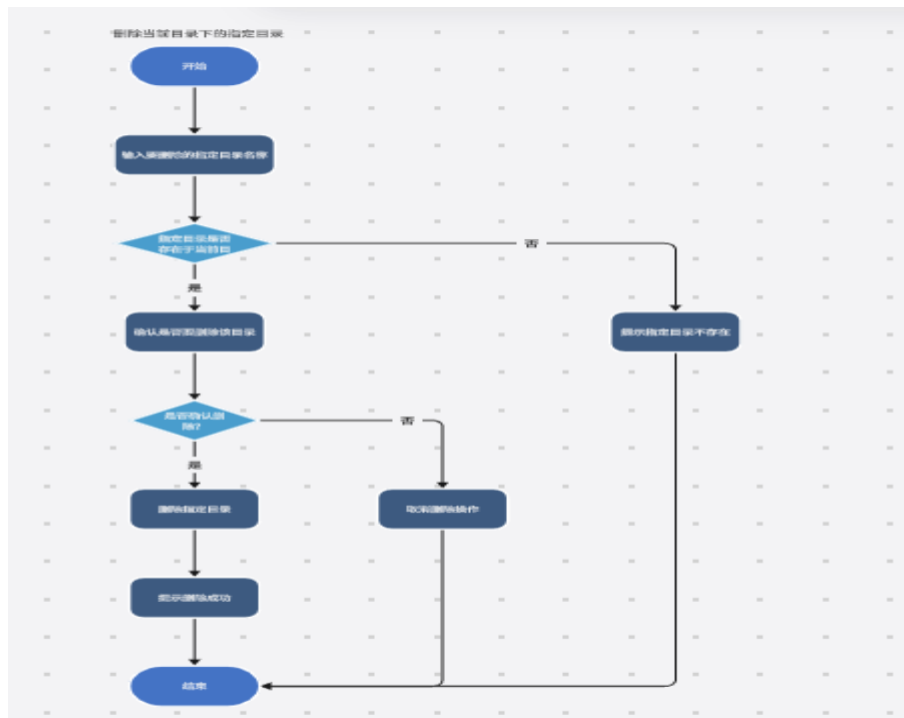 删除当前目录下的指定目录
开始
输入要删除的指定目录名称
指定目录是否
存在于当前目
否
是
确认是否要删除该目录
提示指定目录不存在
是否确认删
除?
否
是
删除指定目录
取消删除操作
提示删除成功
结束